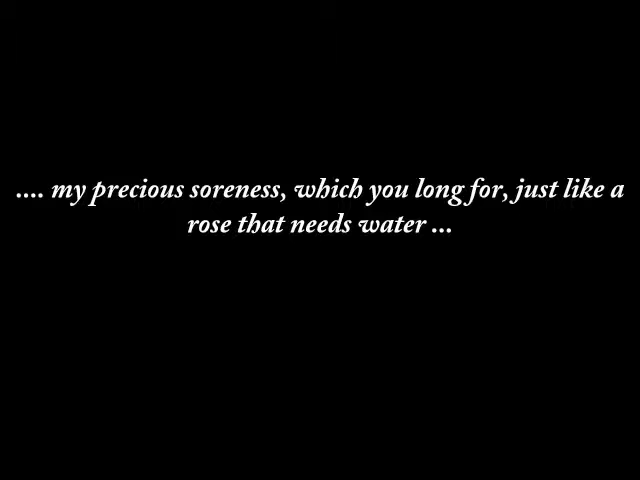 .... my precious soreness, which you long for, just like a
rose that needs water ...